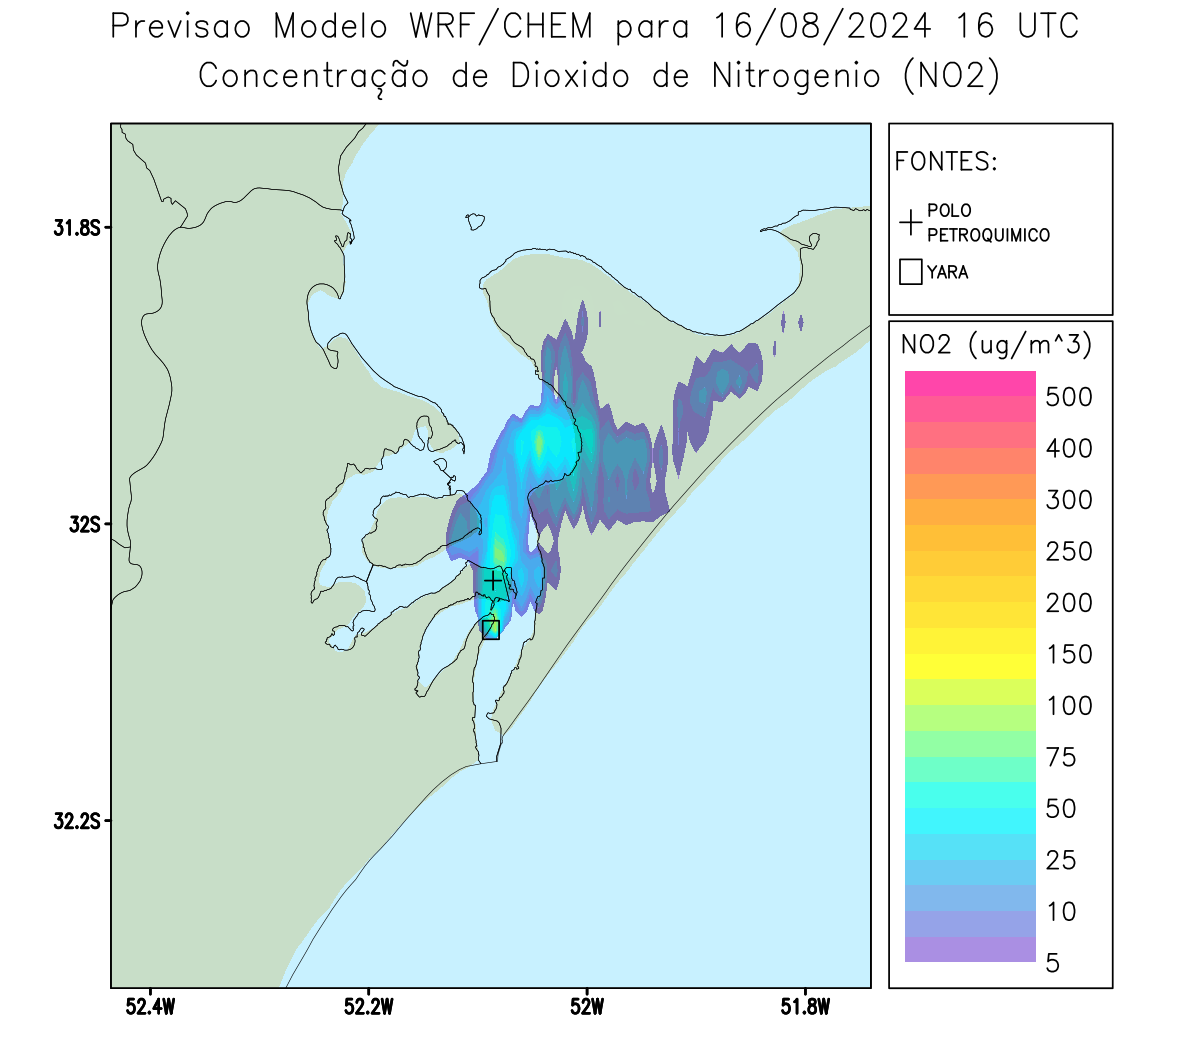 Previsao Modelo WRF/CHEM para 16/08/2024 16 UTC
Concentração de Dioxido de Nitrogenio (NO2)
FONTES:
POLO
PETROQUIMICO
YARA
NO2 (ug/m^3)
500
400
300
250
200
150
100
75
50
25
10
5
31.8S
32S
32.2S
52.4W
52.2W
52W
51.8W